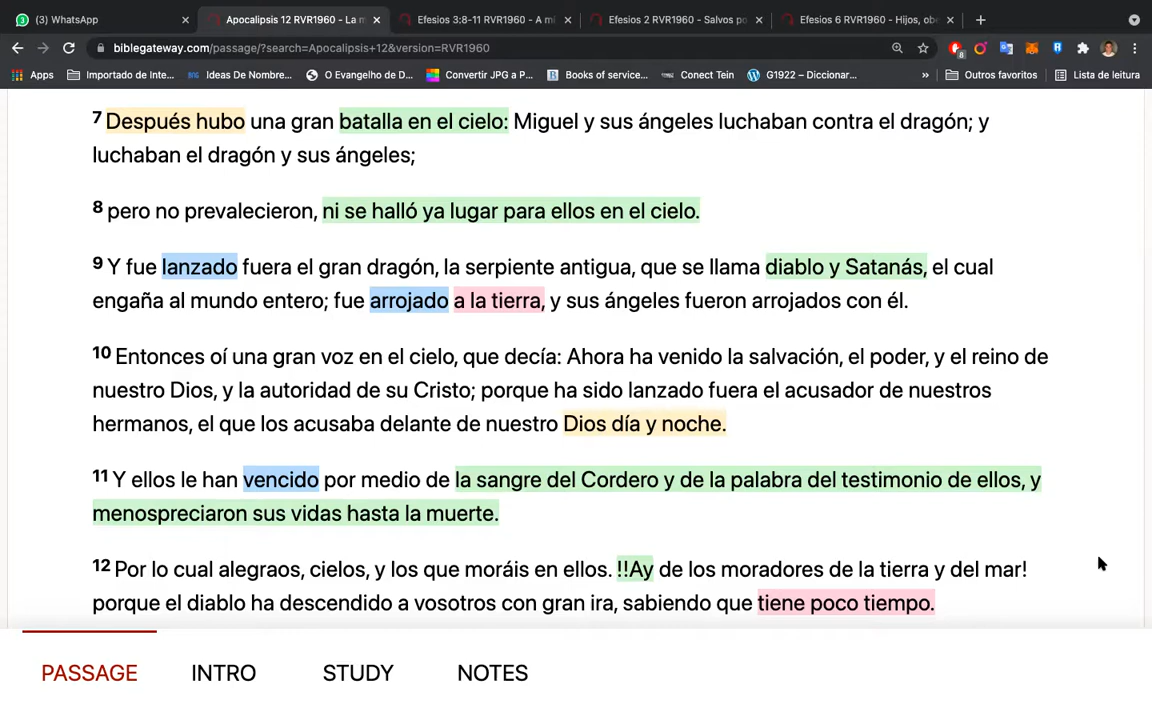 (3) WhatsApp
Apocalipsis 12 RVR1960 - La m
Efesios 3;8-11 RVR1960 - A mi
Efesios 2 RVR1960 - Salvos po
Efesios 6 RVR1960 - Hijos, obe
biblegateway.com/passage/?search=Apocalipsis+12&version=RVR1960
8
Apps
Importado de Inte...
Ideas De Nombre...
O Evangelho de D...
Convertir JPG a P...
Books of service...
Conect Tein
G1922 – Diccionar...
»
Outros favoritos
Lista de leitura
7 Después hubo una gran batalla en el cielo: Miguel y sus ángeles luchaban contra el dragón; y
luchaban el dragón y sus ángeles;
8 pero no prevalecieron, ni se halló ya lugar para ellos en el cielo.
9 Y fue lanzado fuera el gran dragón, la serpiente antigua, que se llama diablo y Satanás, el cual
engaña al mundo entero; fue arrojado a la tierra, y sus ángeles fueron arrojados con él.
10 Entonces oí una gran voz en el cielo, que decía: Ahora ha venido la salvación, el poder, y el reino de
nuestro Dios, y la autoridad de su Cristo; porque ha sido lanzado fuera el acusador de nuestros
hermanos, el que los acusaba delante de nuestro Dios día y noche.
11 Y ellos le han vencido por medio de la sangre del Cordero y de la palabra del testimonio de ellos, y
menospreciaron sus vidas hasta la muerte.
12 Por lo cual alegraos, cielos, y los que moráis en ellos. !!Ay de los moradores de la tierra y del mar!
porque el diablo ha descendido a vosotros con gran ira, sabiendo que tiene poco tiempo.
PASSAGE INTRO STUDY NOTES